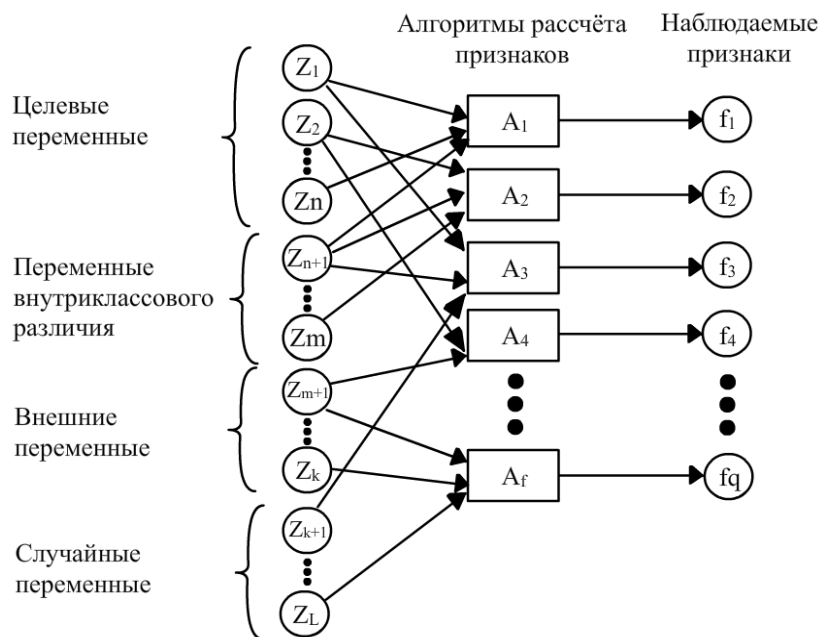 Алгоритмы рассчёта
признаков
Наблюдаемые
признаки
Целевые
переменные
Z1
Z2
Zn
Переменные
внутриклассового
различия
Zn+1
Zm
Внешние
переменные
Zm+1
Zk
Случайные
переменные
Zk+1
ZL
A1
A2
A3
A4
Af
f1
f2
f3
f4
fq